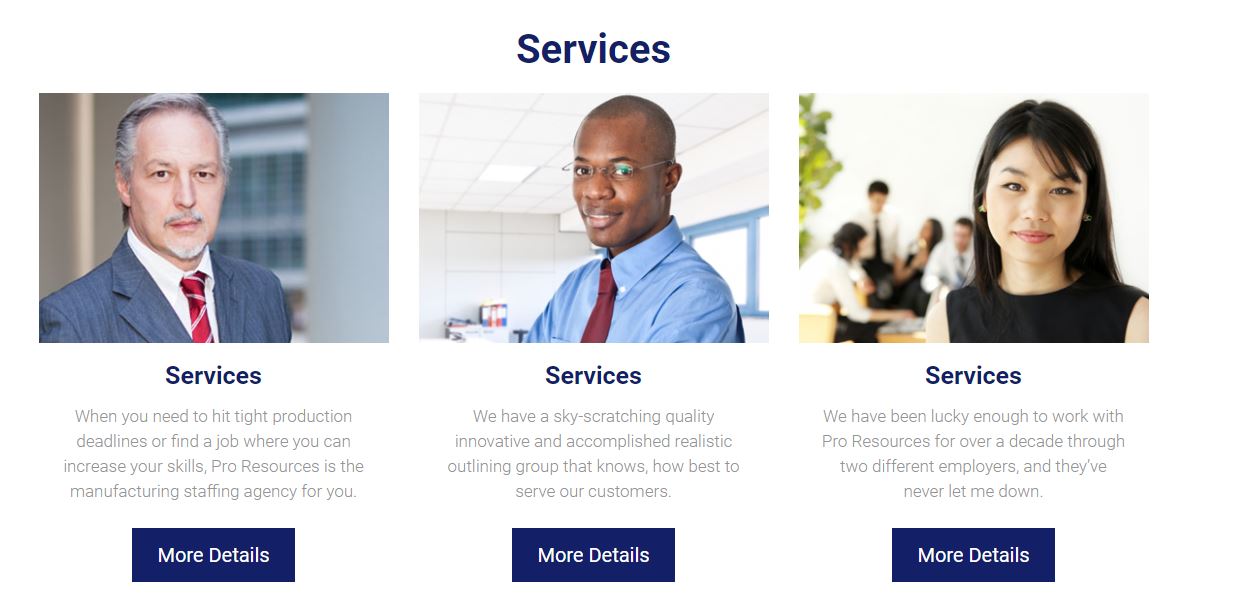 Services
Services
When you need to hit tight production
deadlines or find a job where you can
increase your skills, Pro Resources is the
manufacturing staffing agency for you.
More Details
Services
We have a sky-scratching quality
innovative and accomplished realistic
outlining group that knows, how best to
serve our customers.
More Details
Services
We have been lucky enough to work with
Pro Resources for over a decade through
two different employers, and they’ve
never let me down.
More Details